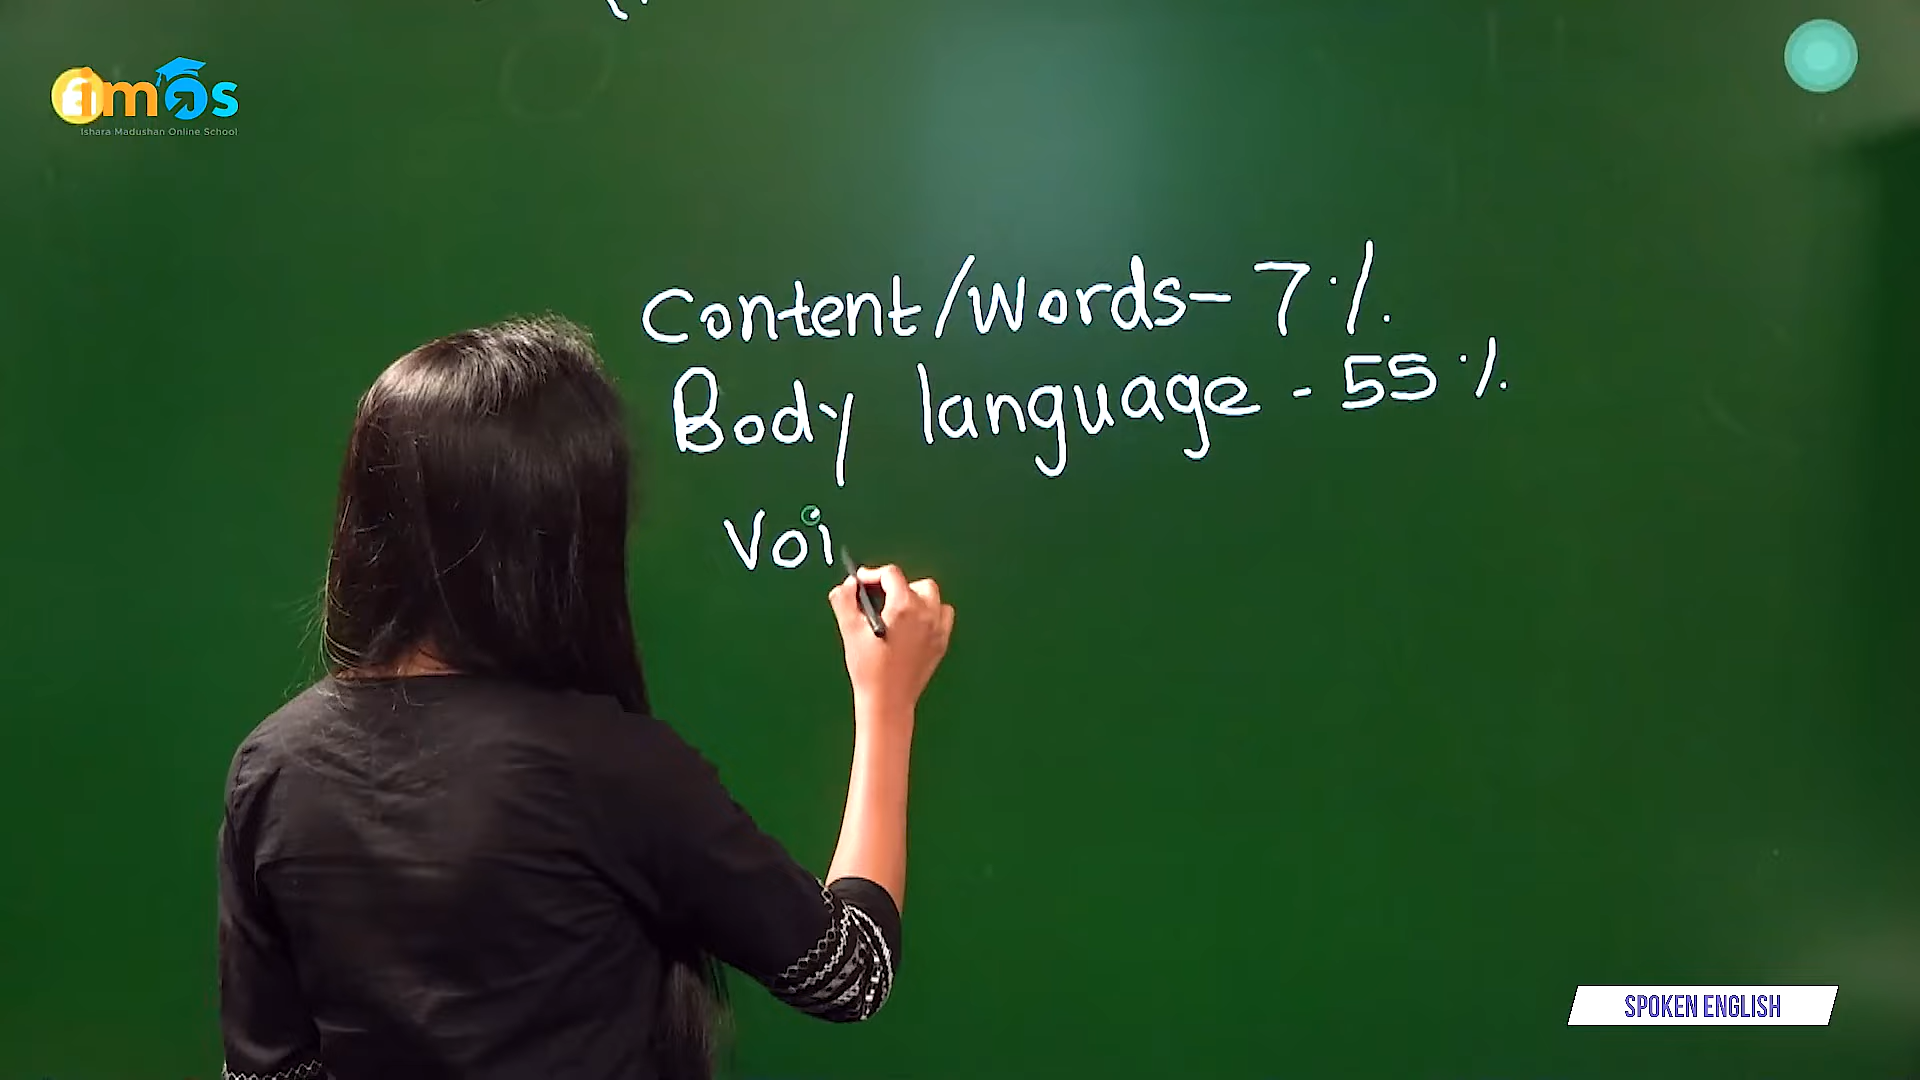 imos
Ishara Madushan Online School
Content/Words- 7%.
Body language - 55%.
Voi
SPOKEN ENGLISH